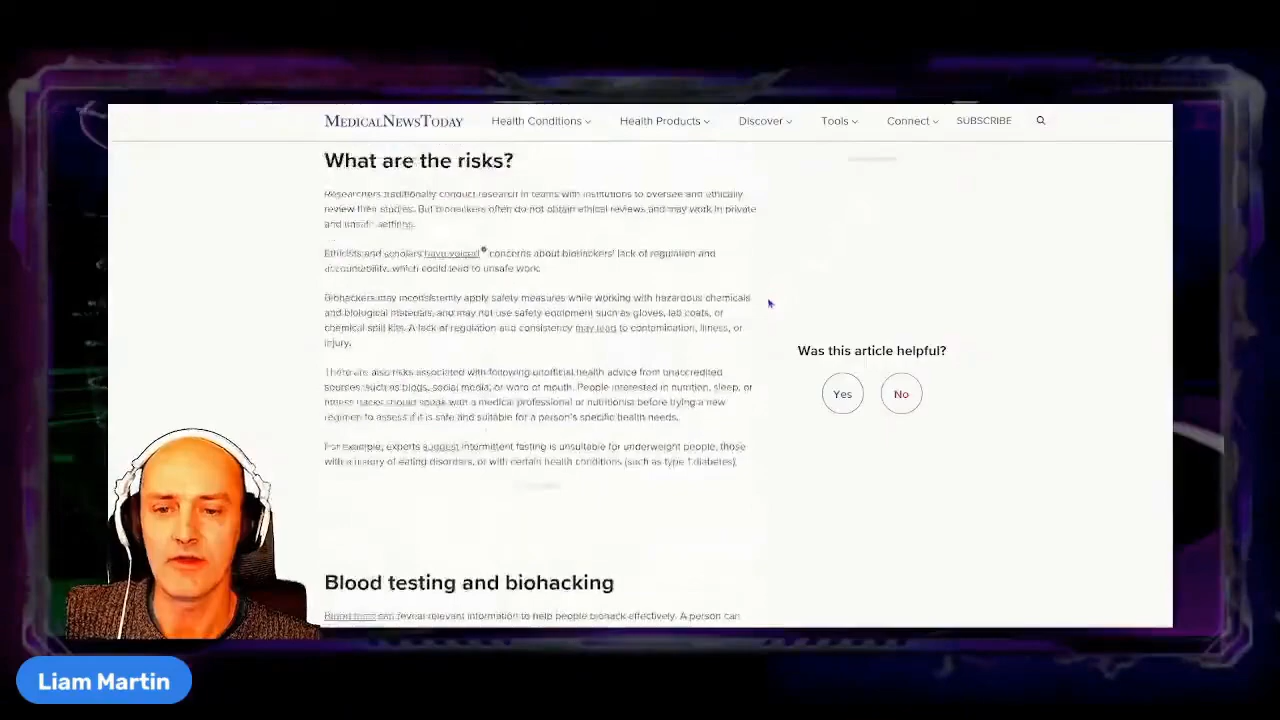 MEDICALNEWSTODAY Health Conditions Health Products Discover Tools Connect SUBSCRIBE
What are the risks?
Researchers traditionally conduct research in teams with institutions to oversee and ethically
review their studies. But biohackers often do not obtain ethical reviews and may work in private
and unsafe settings.
Ethicists and scholars have voiced concerns about biohackers' lack of regulation and
accountability, which could lead to unsafe work.
Biohackers may inconsistently apply safety measures while working with hazardous chemicals
and biological materials, and may not use safety equipment such as gloves, lab coats, or
chemical spill kits. A lack of regulation and consistency may lead to contamination, illness, or
injury.
There are also risks associated with following unofficial health advice from unaccredited
sources, such as blogs, social media, or word of mouth. People interested in nutrition, sleep, or
fitness hacks should speak with a medical professional or nutritionist before trying a new
regimen to assess if it is safe and suitable for a person's specific health needs.
For example, experts suggest intermittent fasting is unsuitable for underweight people, those
with a history of eating disorders, or with certain health conditions (such as type 1 diabetes).
Was this article helpful?
Yes No
Blood testing and biohacking
Blood tests can reveal relevant information to help people biohack effectively. A person can
Liam Martin